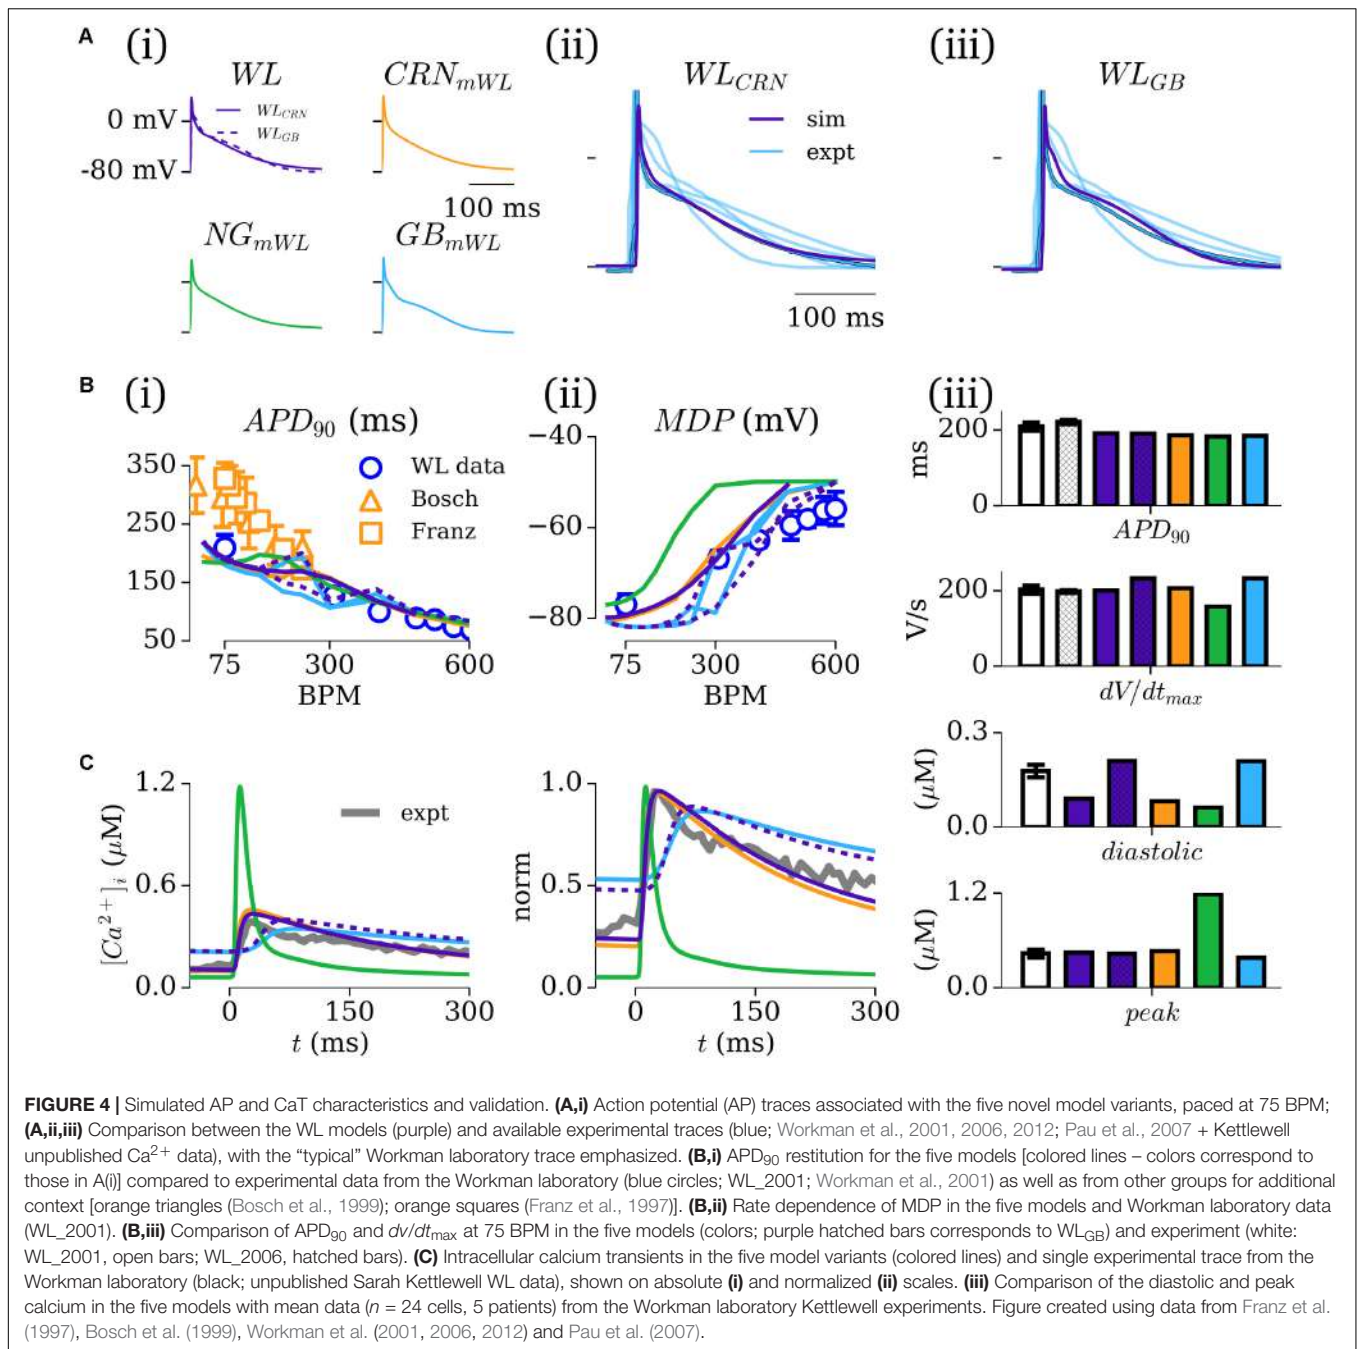 A
(i)
(ii)
(iii)
WL
CRN_mWL
WL_CRN
WL_GB
0 mV
-80 mV
WL_CRN
WL_GB
sim
expt
100 ms
NG_mWL
GB_mWL
100 ms
B
(i)
(ii)
(iii)
APD_90 (ms)
MDP (mV)
350
250
150
50
WL data
Bosch
Franz
75
300
600
BPM
−40
−60
−80
75
300
600
BPM
ms
200
0
APD_90
V/s
200
0
dV/dt_max
C
[Ca^2+]_i (μM)
1.2
0.6
0.0
expt
0
150
300
t (ms)
norm
1.0
0.5
0.0
0
150
300
t (ms)
(μM)
0.3
0.0
diastolic
(μM)
1.2
0.0
peak
FIGURE 4 | Simulated AP and CaT characteristics and validation. (A,i) Action potential (AP) traces associated with the five novel model variants, paced at 75 BPM;
(A,ii,iii) Comparison between the WL models (purple) and available experimental traces (blue; Workman et al., 2001, 2006, 2012; Pau et al., 2007 + Kettlewell
unpublished Ca2+ data), with the “typical” Workman laboratory trace emphasized. (B,i) APD90 restitution for the five models [colored lines – colors correspond to
those in A(i)] compared to experimental data from the Workman laboratory (blue circles; WL_2001; Workman et al., 2001) as well as from other groups for additional
context [orange triangles (Bosch et al., 1999); orange squares (Franz et al., 1997)]. (B,ii) Rate dependence of MDP in the five models and Workman laboratory data
(WL_2001). (B,iii) Comparison of APD90 and dv/dtmax at 75 BPM in the five models (colors; purple hatched bars corresponds to WLGB) and experiment (white:
WL_2001, open bars; WL_2006, hatched bars). (C) Intracellular calcium transients in the five model variants (colored lines) and single experimental trace from the
Workman laboratory (black; unpublished Sarah Kettlewell WL data), shown on absolute (i) and normalized (ii) scales. (iii) Comparison of the diastolic and peak
calcium in the five models with mean data (n = 24 cells, 5 patients) from the Workman laboratory Kettlewell experiments. Figure created using data from Franz et al.
(1997), Bosch et al. (1999), Workman et al. (2001, 2006, 2012) and Pau et al. (2007).